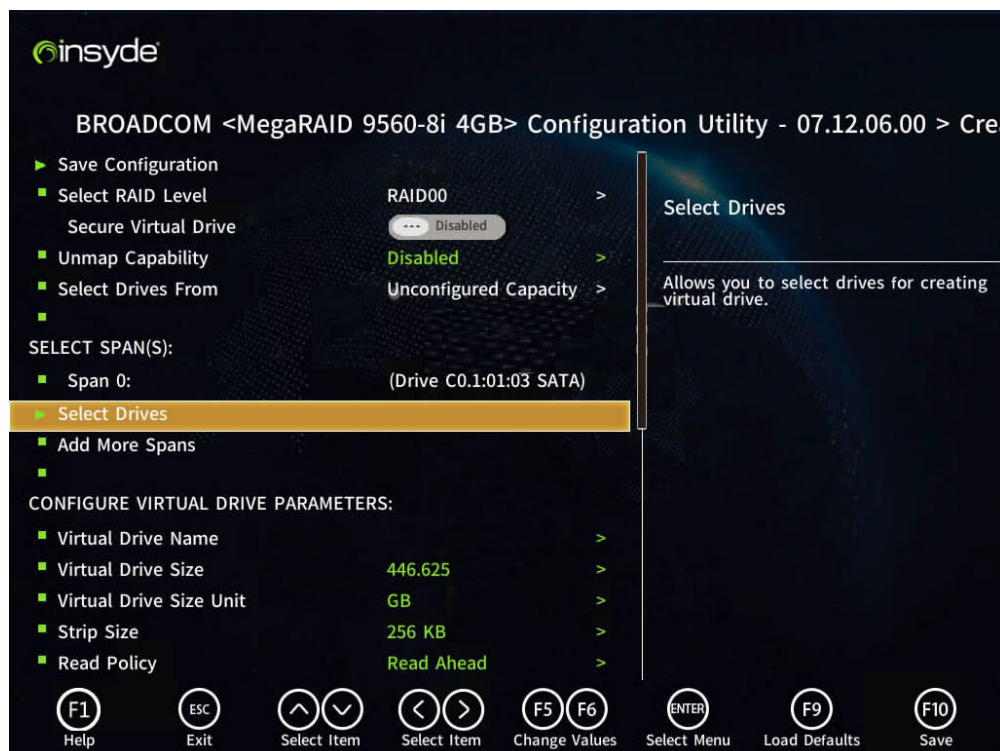 insyde
BROADCOM <MegaRAID 9560-8i 4GB> Configuration Utility - 07.12.06.00 > Cre
Save Configuration
Select RAID Level RAID00 >
Secure Virtual Drive --- Disabled
Unmap Capability Disabled >
Select Drives From Unconfigured Capacity >
SELECT SPAN(S):
Span 0: (Drive C0.1:01:03 SATA)
Select Drives
Add More Spans
CONFIGURE VIRTUAL DRIVE PARAMETERS:
Virtual Drive Name >
Virtual Drive Size 446.625 >
Virtual Drive Size Unit GB >
Strip Size 256 KB >
Read Policy Read Ahead >
Select Drives
Allows you to select drives for creating
virtual drive.
F1 ESC F5 F6 ENTER F9 F10
Help Exit Select Item Select Item Change Values Select Menu Load Defaults Save